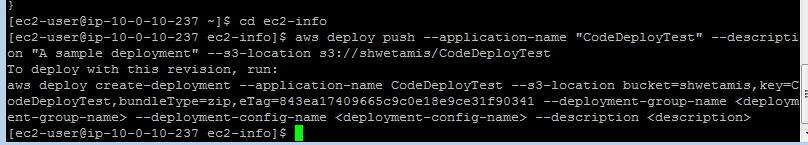 }
[ec2-user@ip-10-0-10-237 ~]$ cd ec2-info
[ec2-user@ip-10-0-10-237 ec2-info]$ aws deploy push --application-name "CodeDeployTest" --descripti
on "A sample deployment" --s3-location s3://shwetamis/CodeDeployTest
To deploy with this revision, run:
aws deploy create-deployment --application-name CodeDeployTest --s3-location bucket=shwetamis,key=C
odeDeployTest,bundleType=zip,eTag=843ea17409665c9c0e18e9ce31f90341 --deployment-group-name <deploym
ent-group-name> --deployment-config-name <deployment-config-name> --description <description>
[ec2-user@ip-10-0-10-237 ec2-info]$